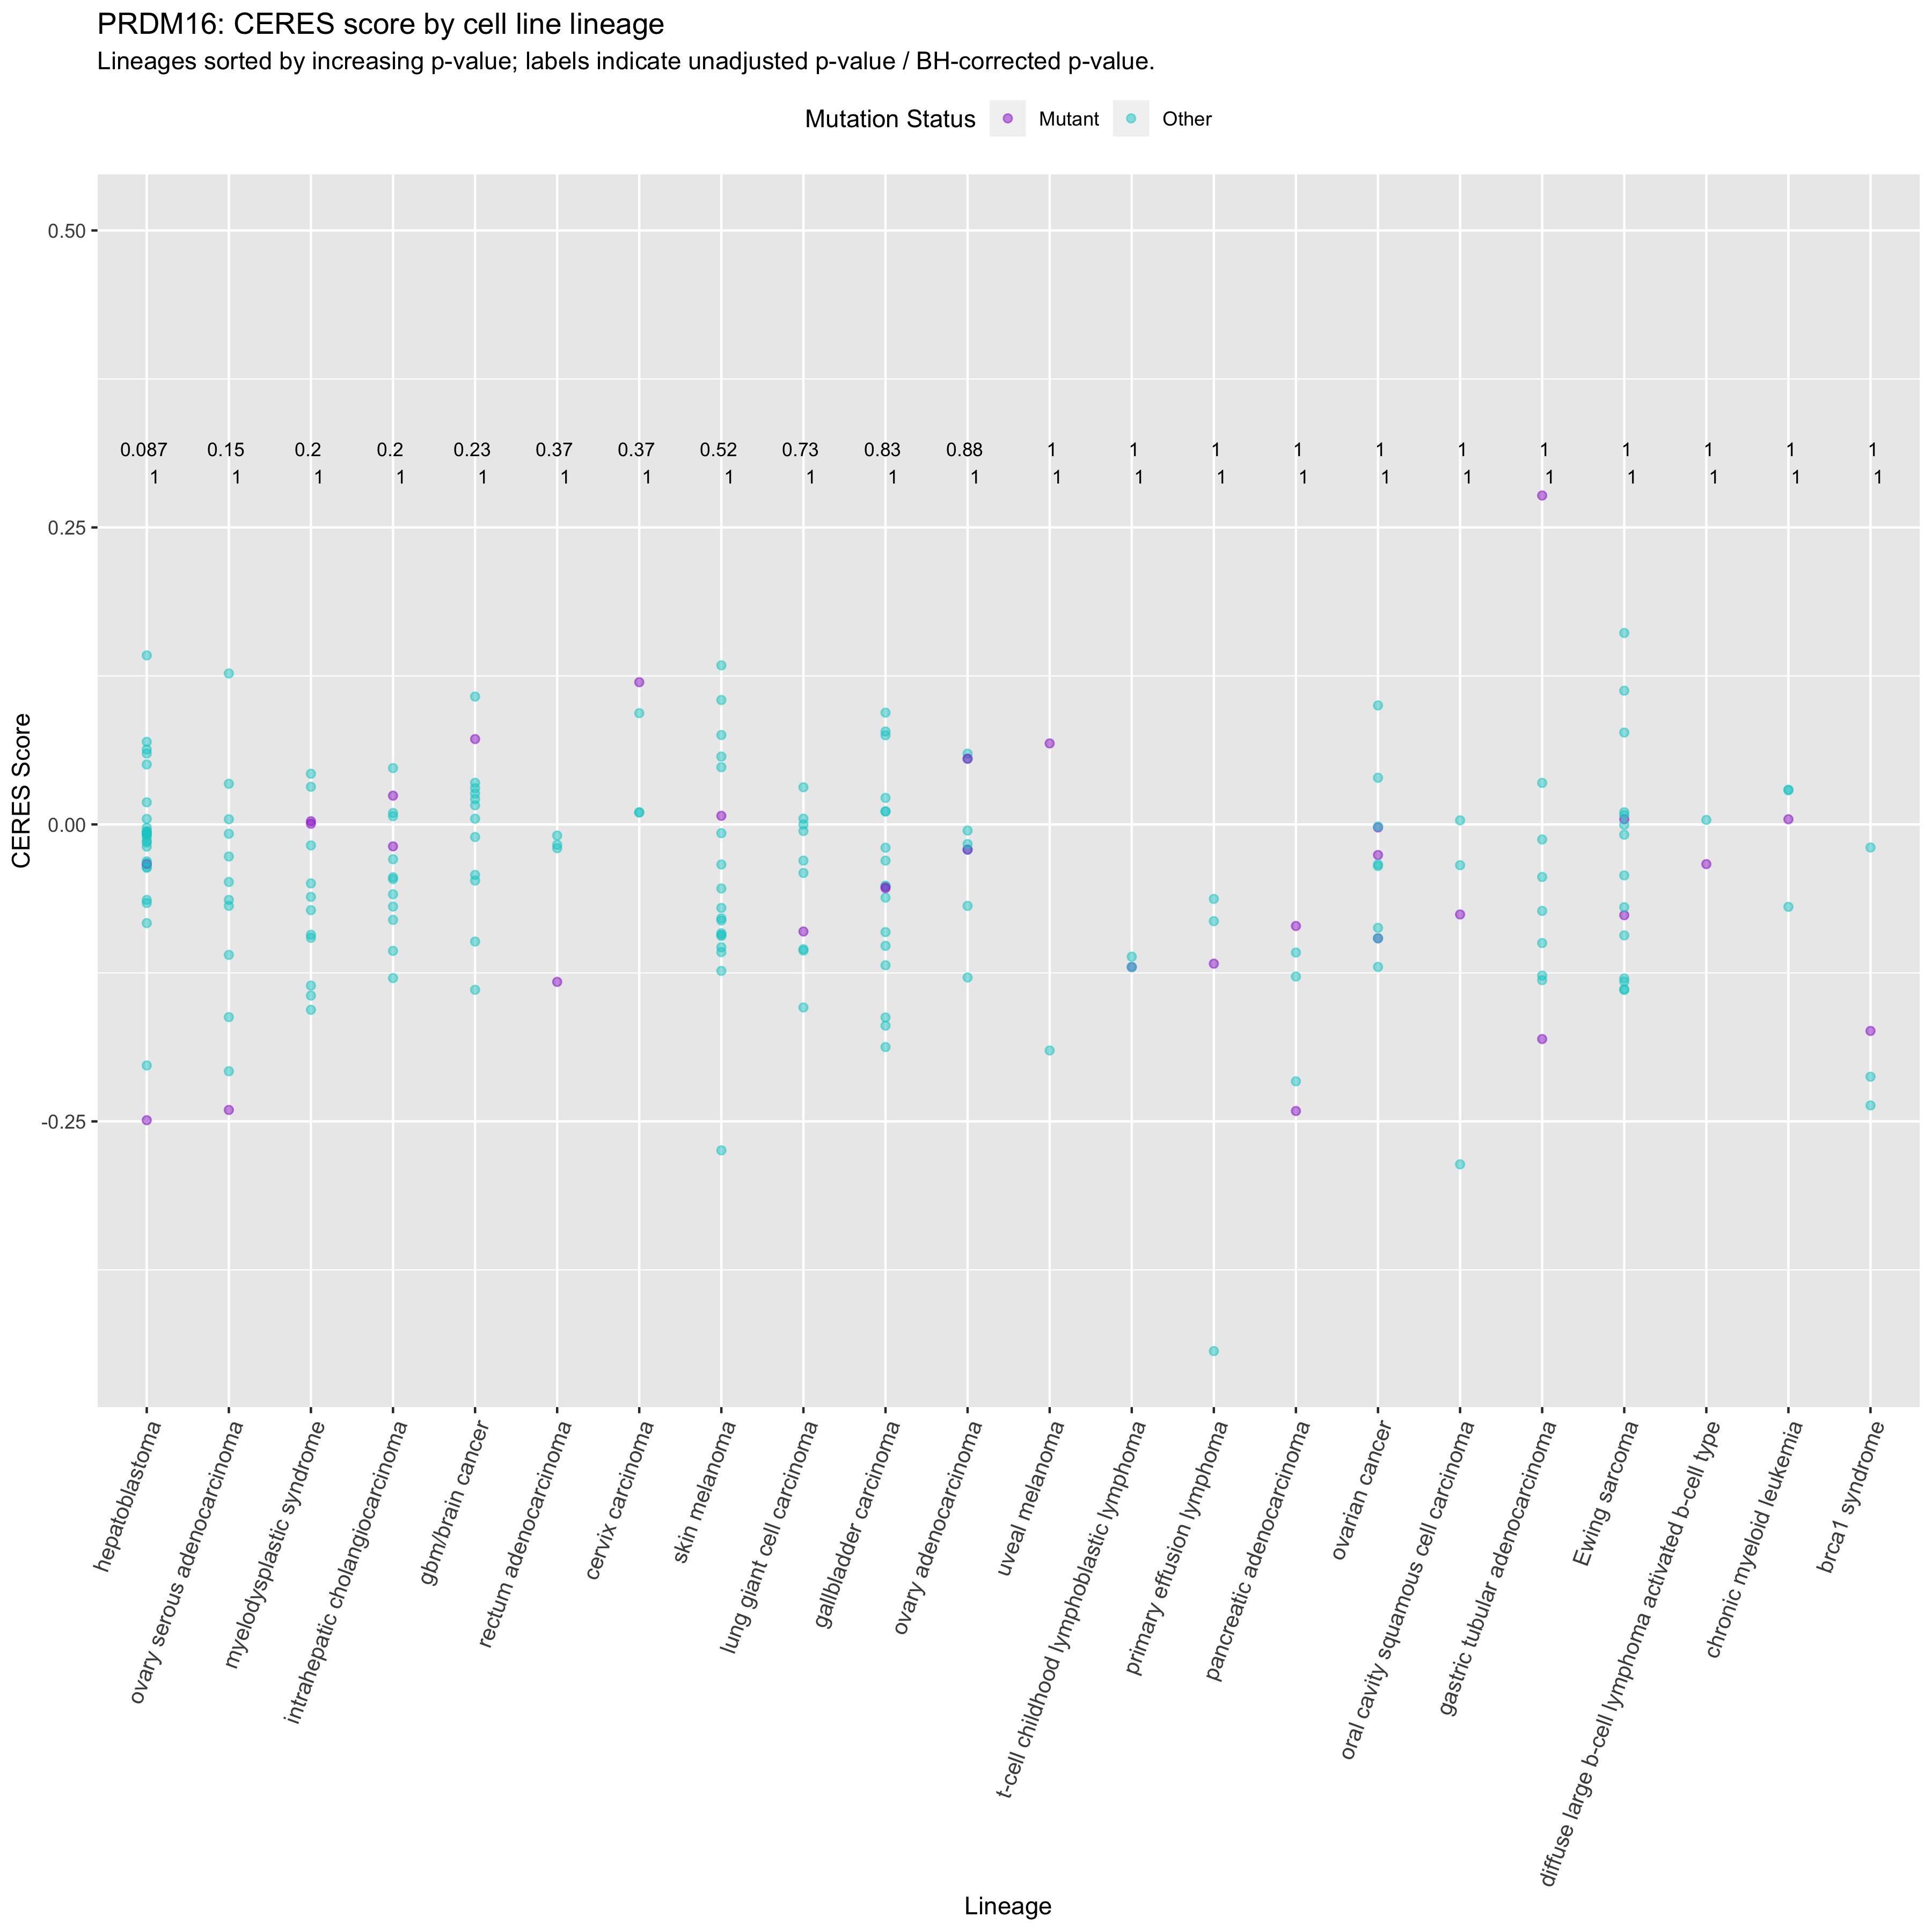 PRDM16: CERES score by cell line lineage
Lineages sorted by increasing p-value; labels indicate unadjusted p-value / BH-corrected p-value.
Mutation Status Mutant Other
0.50
0.087 0.15 0.2 0.2 0.23 0.37 0.37 0.52 0.73 0.83 0.88 1 1 1 1 1 1 1 1 1 1 1
1 1 1 1 1 1 1 1 1 1 1 1 1 1 1 1 1 1 1 1 1 1
0.25
0.00
-0.25
CERES Score
hepatoblastoma
ovary serous adenocarcinoma
myelodysplastic syndrome
intrahepatic cholangiocarcinoma
gbm/brain cancer
rectum adenocarcinoma
cervix carcinoma
skin melanoma
lung giant cell carcinoma
gallbladder carcinoma
ovary adenocarcinoma
uveal melanoma
t-cell childhood lymphoblastic lymphoma
primary effusion lymphoma
pancreatic adenocarcinoma
ovarian cancer
oral cavity squamous cell carcinoma
gastric tubular adenocarcinoma
Ewing sarcoma
diffuse large b-cell lymphoma activated b-cell type
chronic myeloid leukemia
brca1 syndrome
Lineage